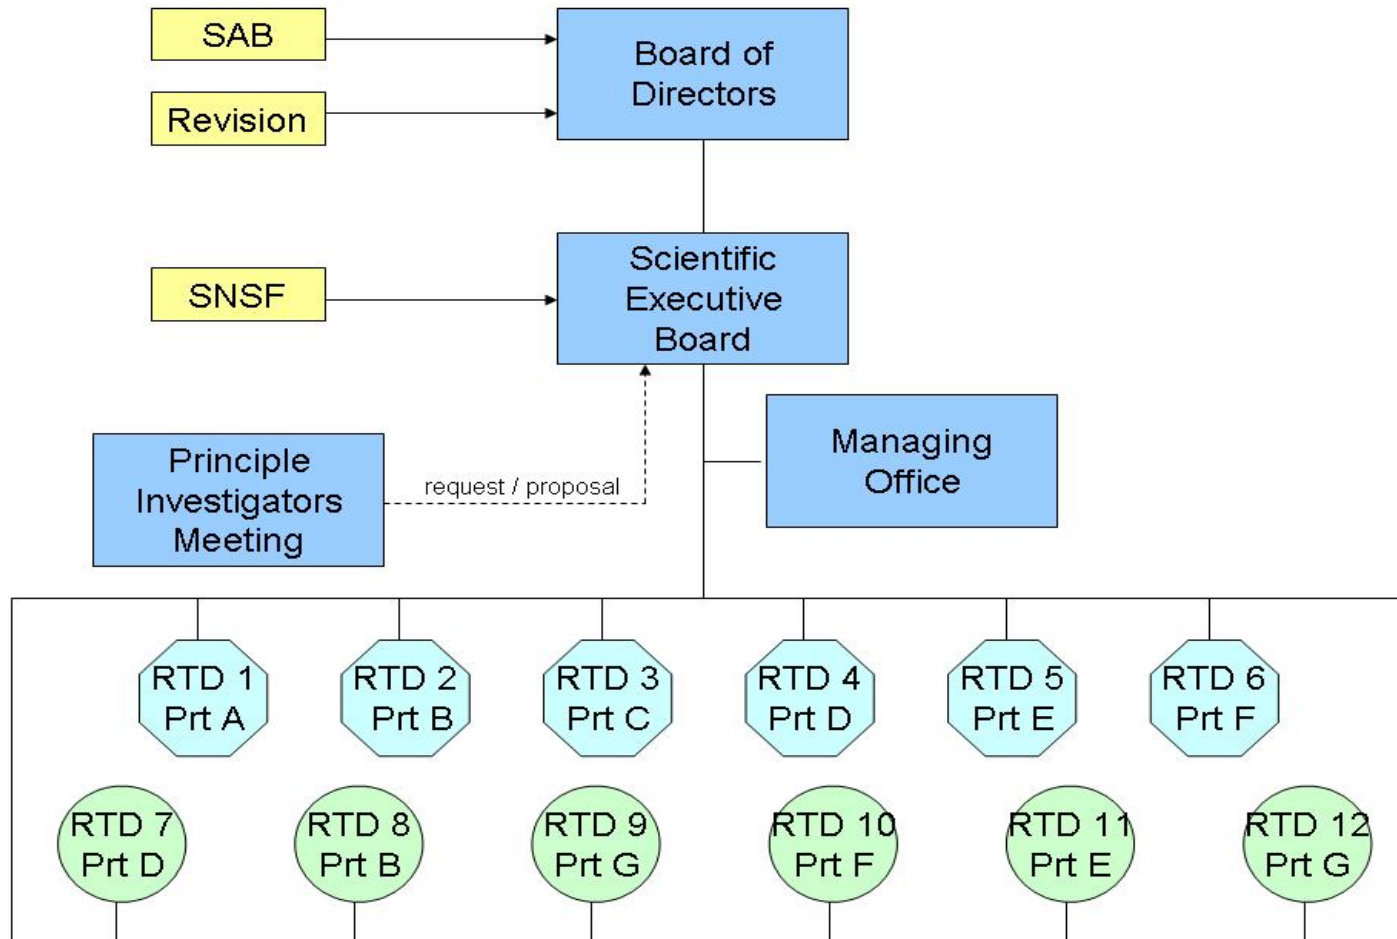 SAB
Board of
Directors
Revision
Scientific
Executive
Board
SNSF
Managing
Office
Principle
Investigators
Meeting
request / proposal
RTD 1
Prt A
RTD 2
Prt B
RTD 3
Prt C
RTD 4
Prt D
RTD 5
Prt E
RTD 6
Prt F
RTD 7
Prt D
RTD 8
Prt B
RTD 9
Prt G
RTD 10
Prt F
RTD 11
Prt E
RTD 12
Prt G